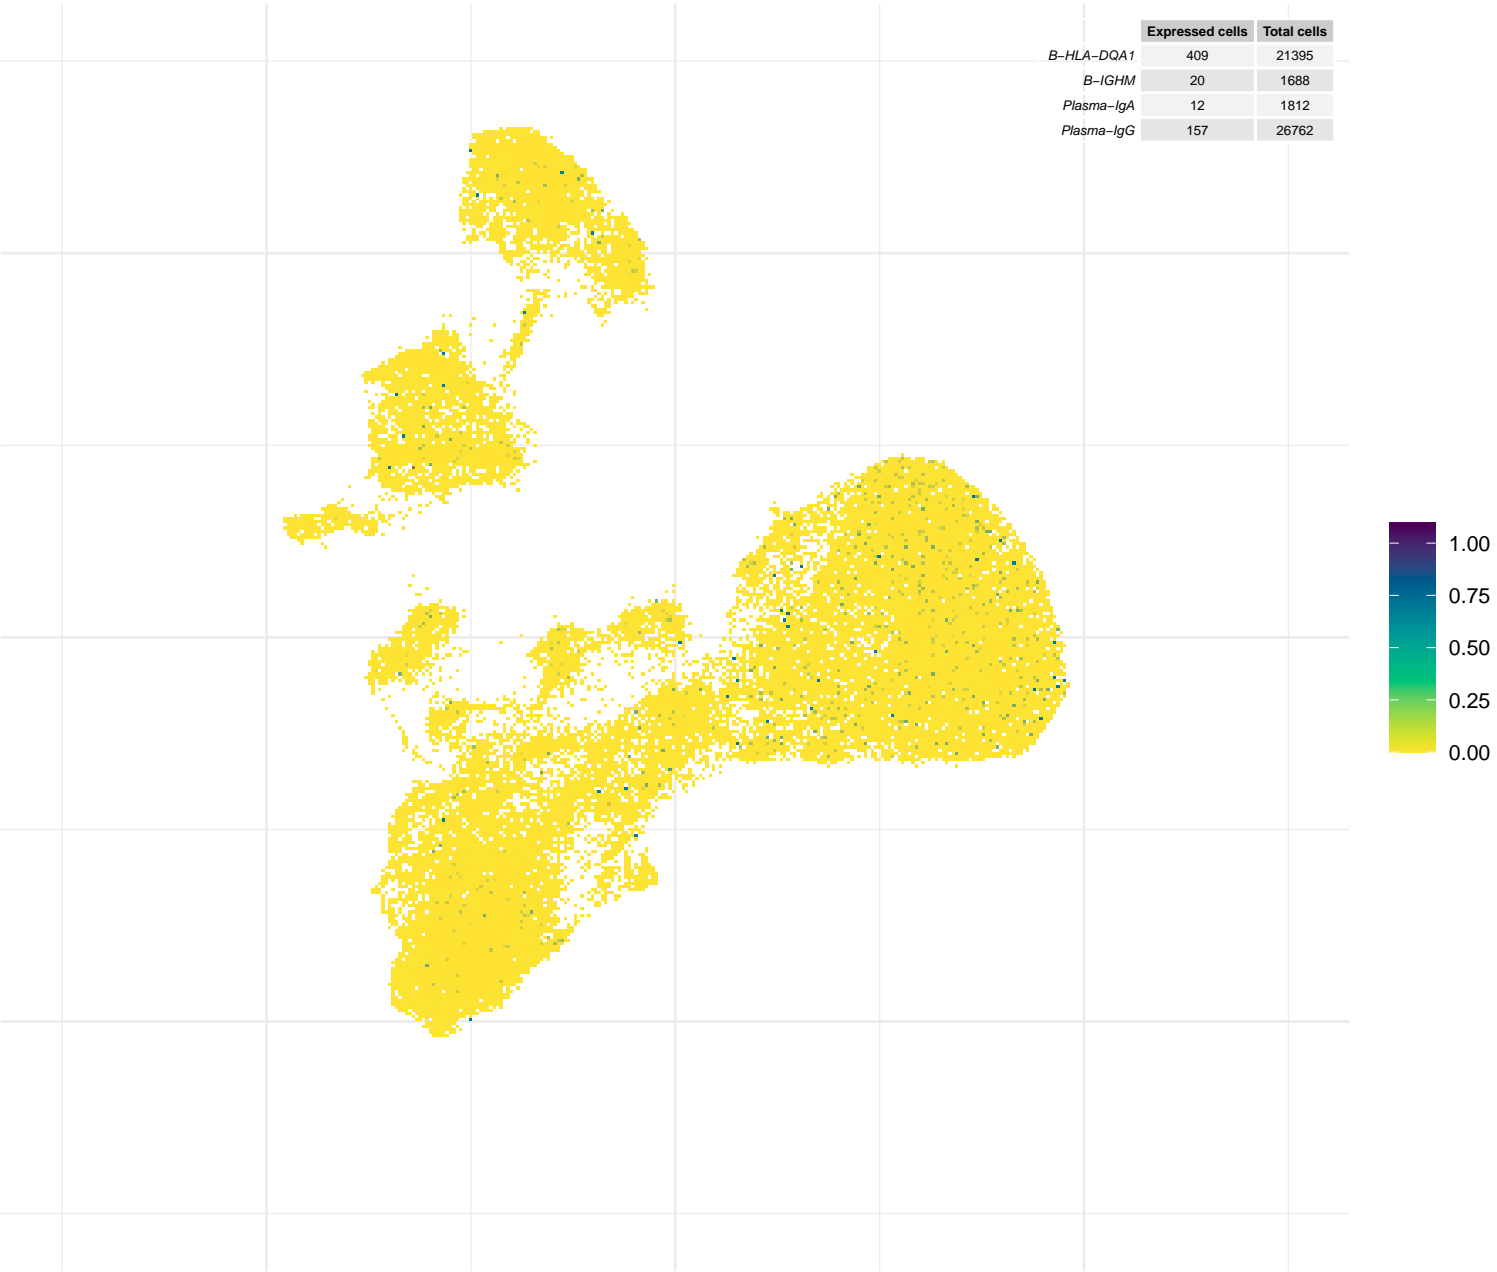 Expressed cells Total cells
B−HLA−DQA1 409 21395
B−IGHM 20 1688
Plasma−IgA 12 1812
Plasma−IgG 157 26762
1.00
0.75
0.50
0.25
0.00